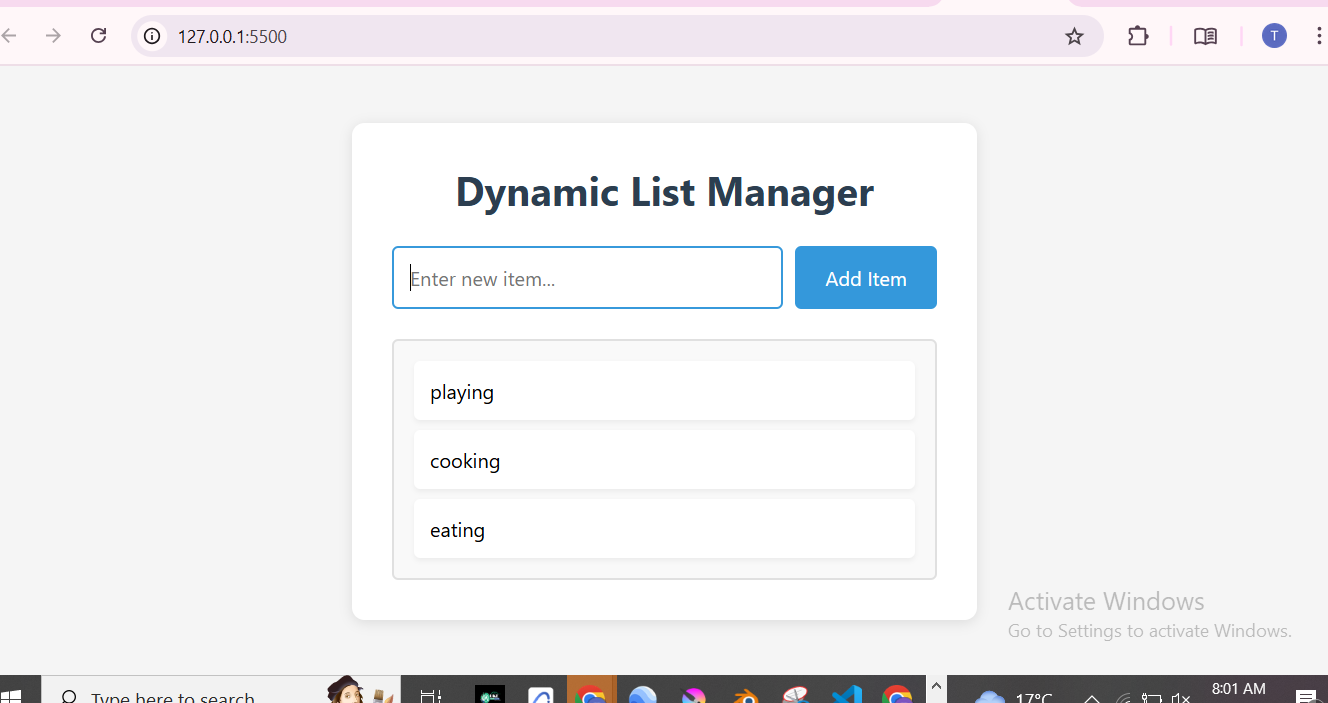 127.0.0.1:5500
T
Dynamic List Manager
Enter new item...
Add Item
playing
cooking
eating
Activate Windows
Go to Settings to activate Windows.
Type here to search
17°C
8:01 AM